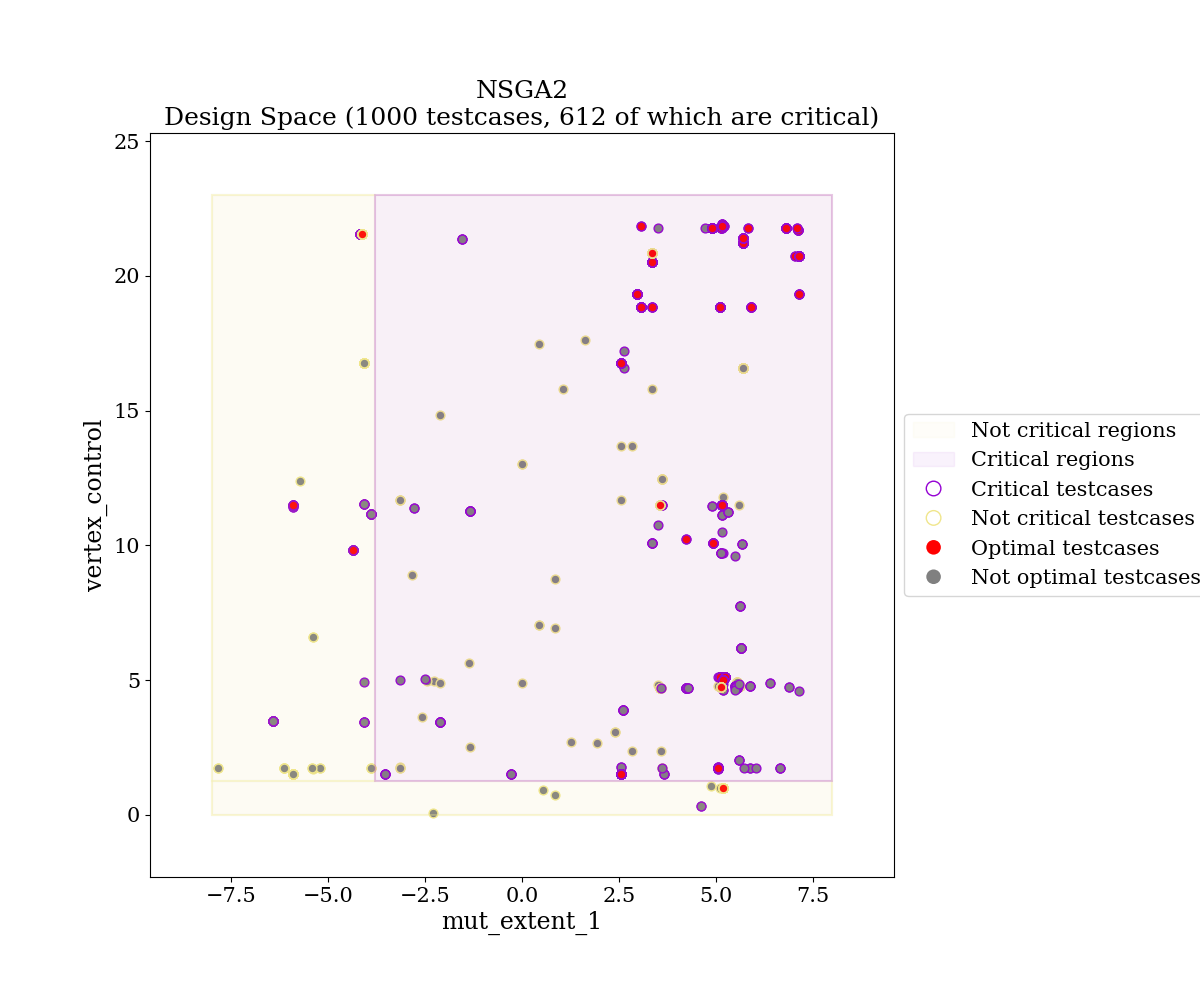 NSGA2
Design Space (1000 testcases, 612 of which are critical)
25
20
15
10
5
0
vertex_control
−7.5
−5.0
−2.5
0.0
2.5
5.0
7.5
mut_extent_1
Not critical regions
Critical regions
Critical testcases
Not critical testcases
Optimal testcases
Not optimal testcases